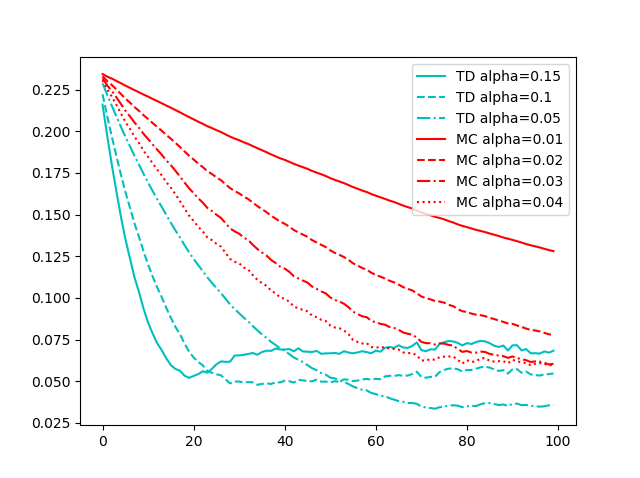 0.225
0.200
0.175
0.150
0.125
0.100
0.075
0.050
0.025
0
20
40
60
80
100
TD alpha=0.15
TD alpha=0.1
TD alpha=0.05
MC alpha=0.01
MC alpha=0.02
MC alpha=0.03
MC alpha=0.04